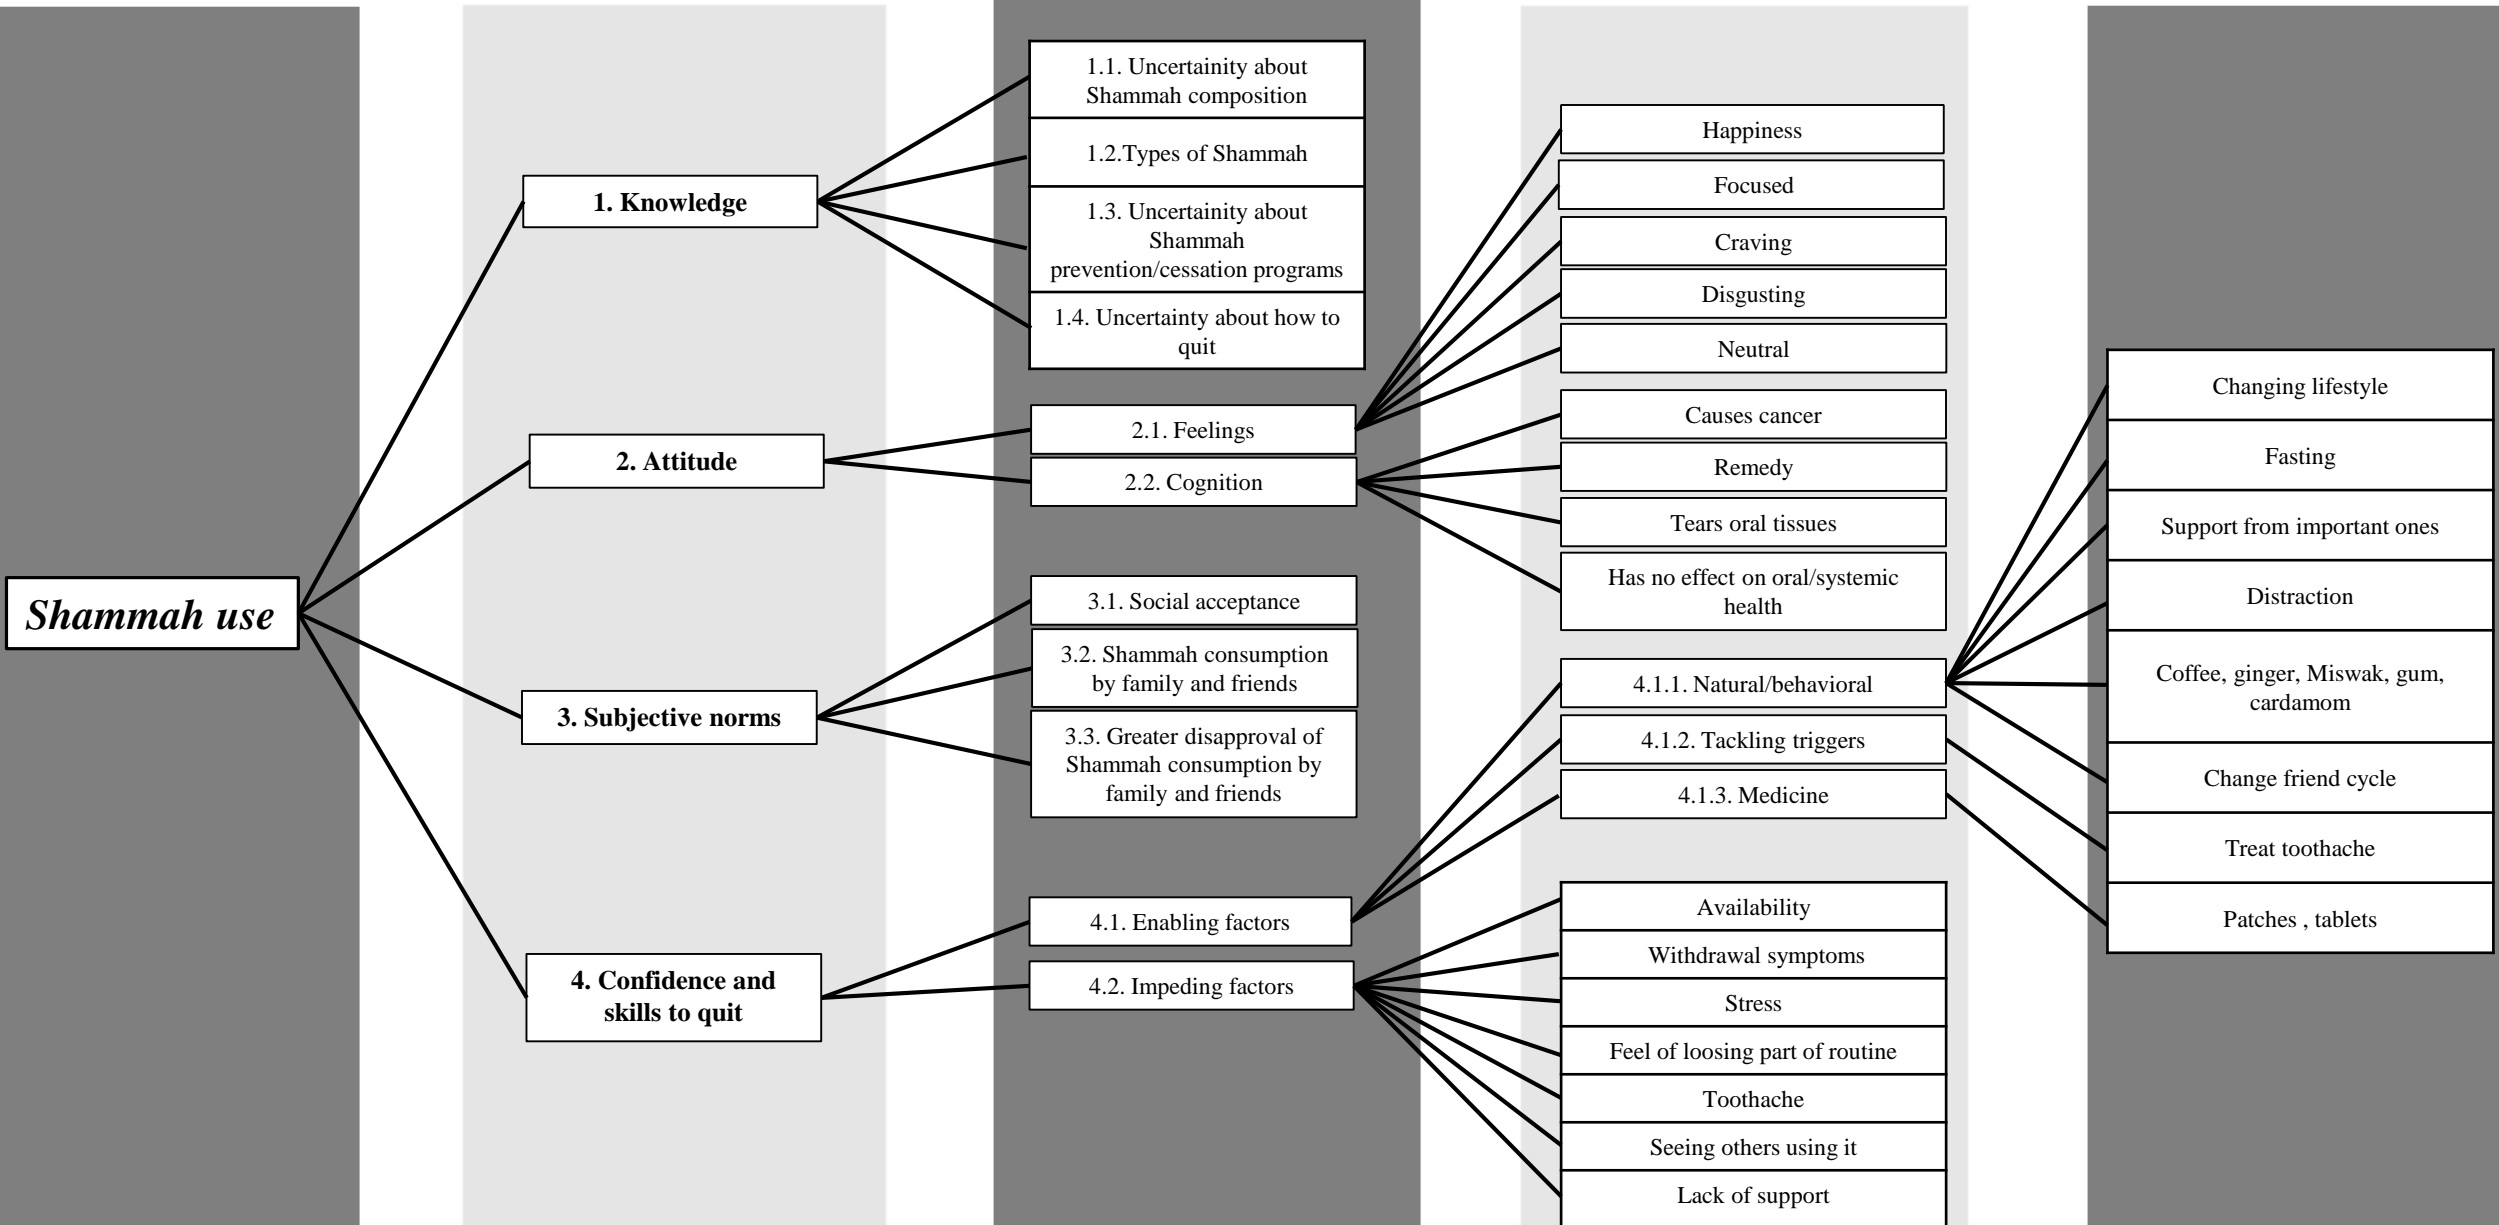 Shammah use
1. Knowledge
2. Attitude
3. Subjective norms
4. Confidence and
skills to quit
1.1. Uncertainity about
Shammah composition
1.2.Types of Shammah
1.3. Uncertainity about
Shammah
prevention/cessation programs
1.4. Uncertainty about how to
quit
2.1. Feelings
2.2. Cognition
3.1. Social acceptance
3.2. Shammah consumption
by family and friends
3.3. Greater disapproval of
Shammah consumption by
family and friends
4.1. Enabling factors
4.2. Impeding factors
Happiness
Focused
Craving
Disgusting
Neutral
Causes cancer
Remedy
Tears oral tissues
Has no effect on oral/systemic
health
4.1.1. Natural/behavioral
4.1.2. Tackling triggers
4.1.3. Medicine
Availability
Withdrawal symptoms
Stress
Feel of loosing part of routine
Toothache
Seeing others using it
Lack of support
Changing lifestyle
Fasting
Support from important ones
Distraction
Coffee, ginger, Miswak, gum,
cardamom
Change friend cycle
Treat toothache
Patches , tablets